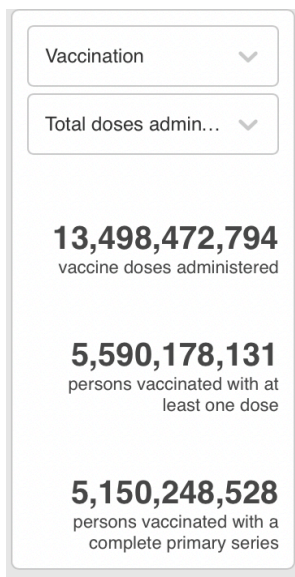 Vaccination
Total doses admin...
13,498,472,794
vaccine doses administered
5,590,178,131
persons vaccinated with at
least one dose
5,150,248,528
persons vaccinated with a
complete primary series